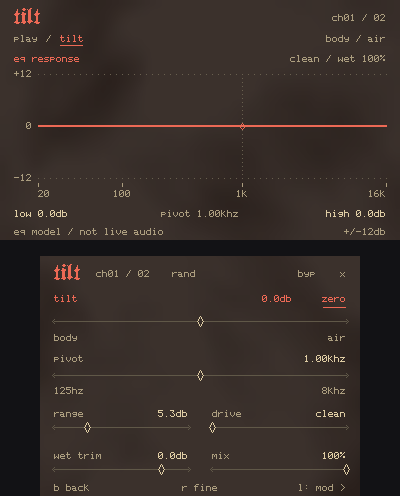 tilt ch01 / 02
play / tilt body / air
eq response clean / wet 100%
+12
0
-12
20 100 1k 16k
low 0.0db pivot 1.00khz high 0.0db
eq model / not live audio +/-12db
tilt ch01 / 02 rand byp x
tilt 0.0db zero
body air
pivot 1.00khz
125hz 8khz
range 5.3db drive clean
wet trim 0.0db mix 100%
b back r fine l: mod >